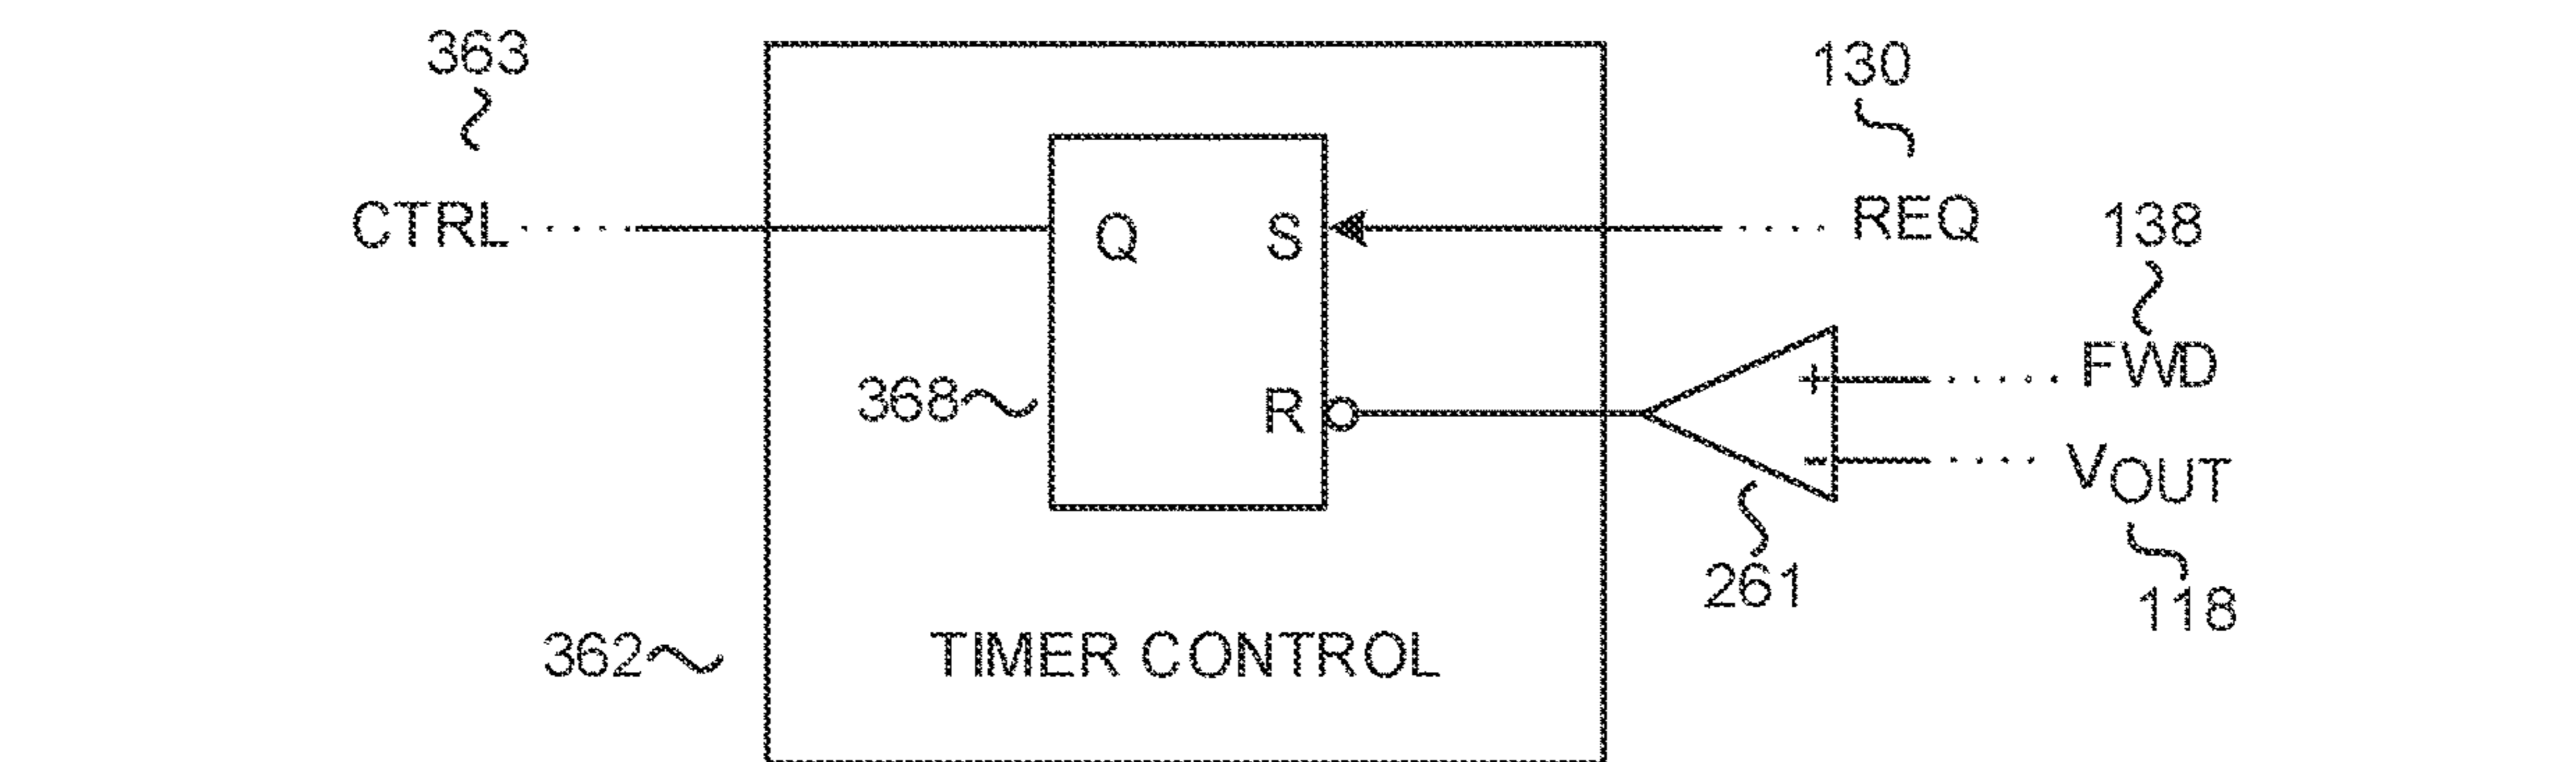 363
130
CTRL
Q
S
REQ
138
FWD
368
R
+
-
VOUT
261
118
362
TIMER CONTROL